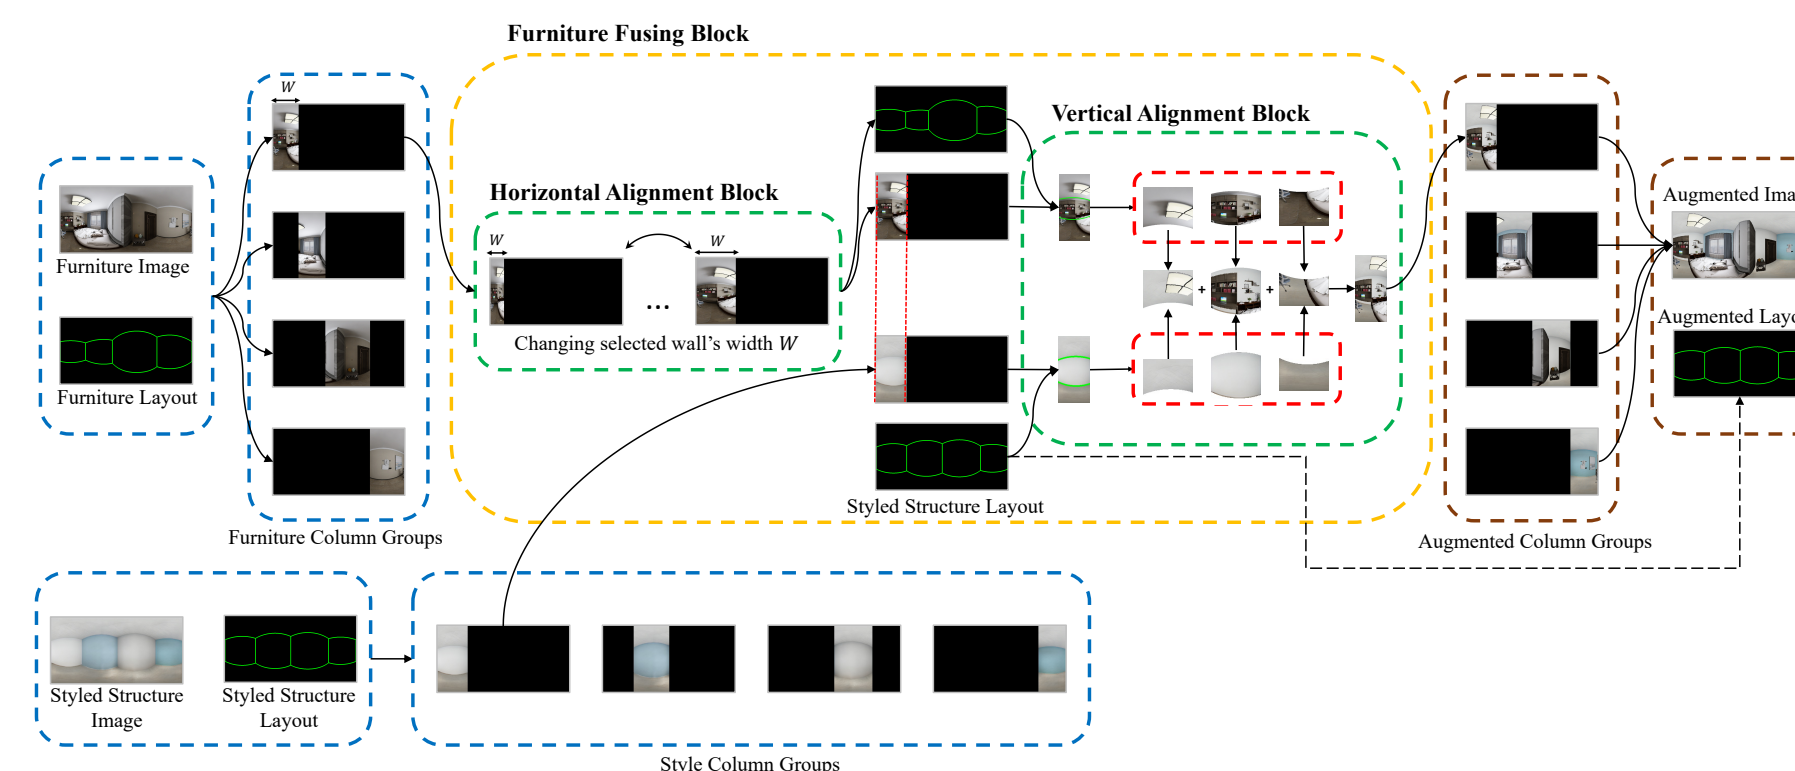 Furniture Fusing Block
W
Vertical Alignment Block
Horizontal Alignment Block
W
W
...
Changing selected wall's width W
Furniture Image
Furniture Layout
Furniture Column Groups
+
+
Styled Structure Layout
Augmented Column Groups
Augmented Ima
Augmented Layo
Styled Structure
Image
Styled Structure
Layout
Style Column Groups